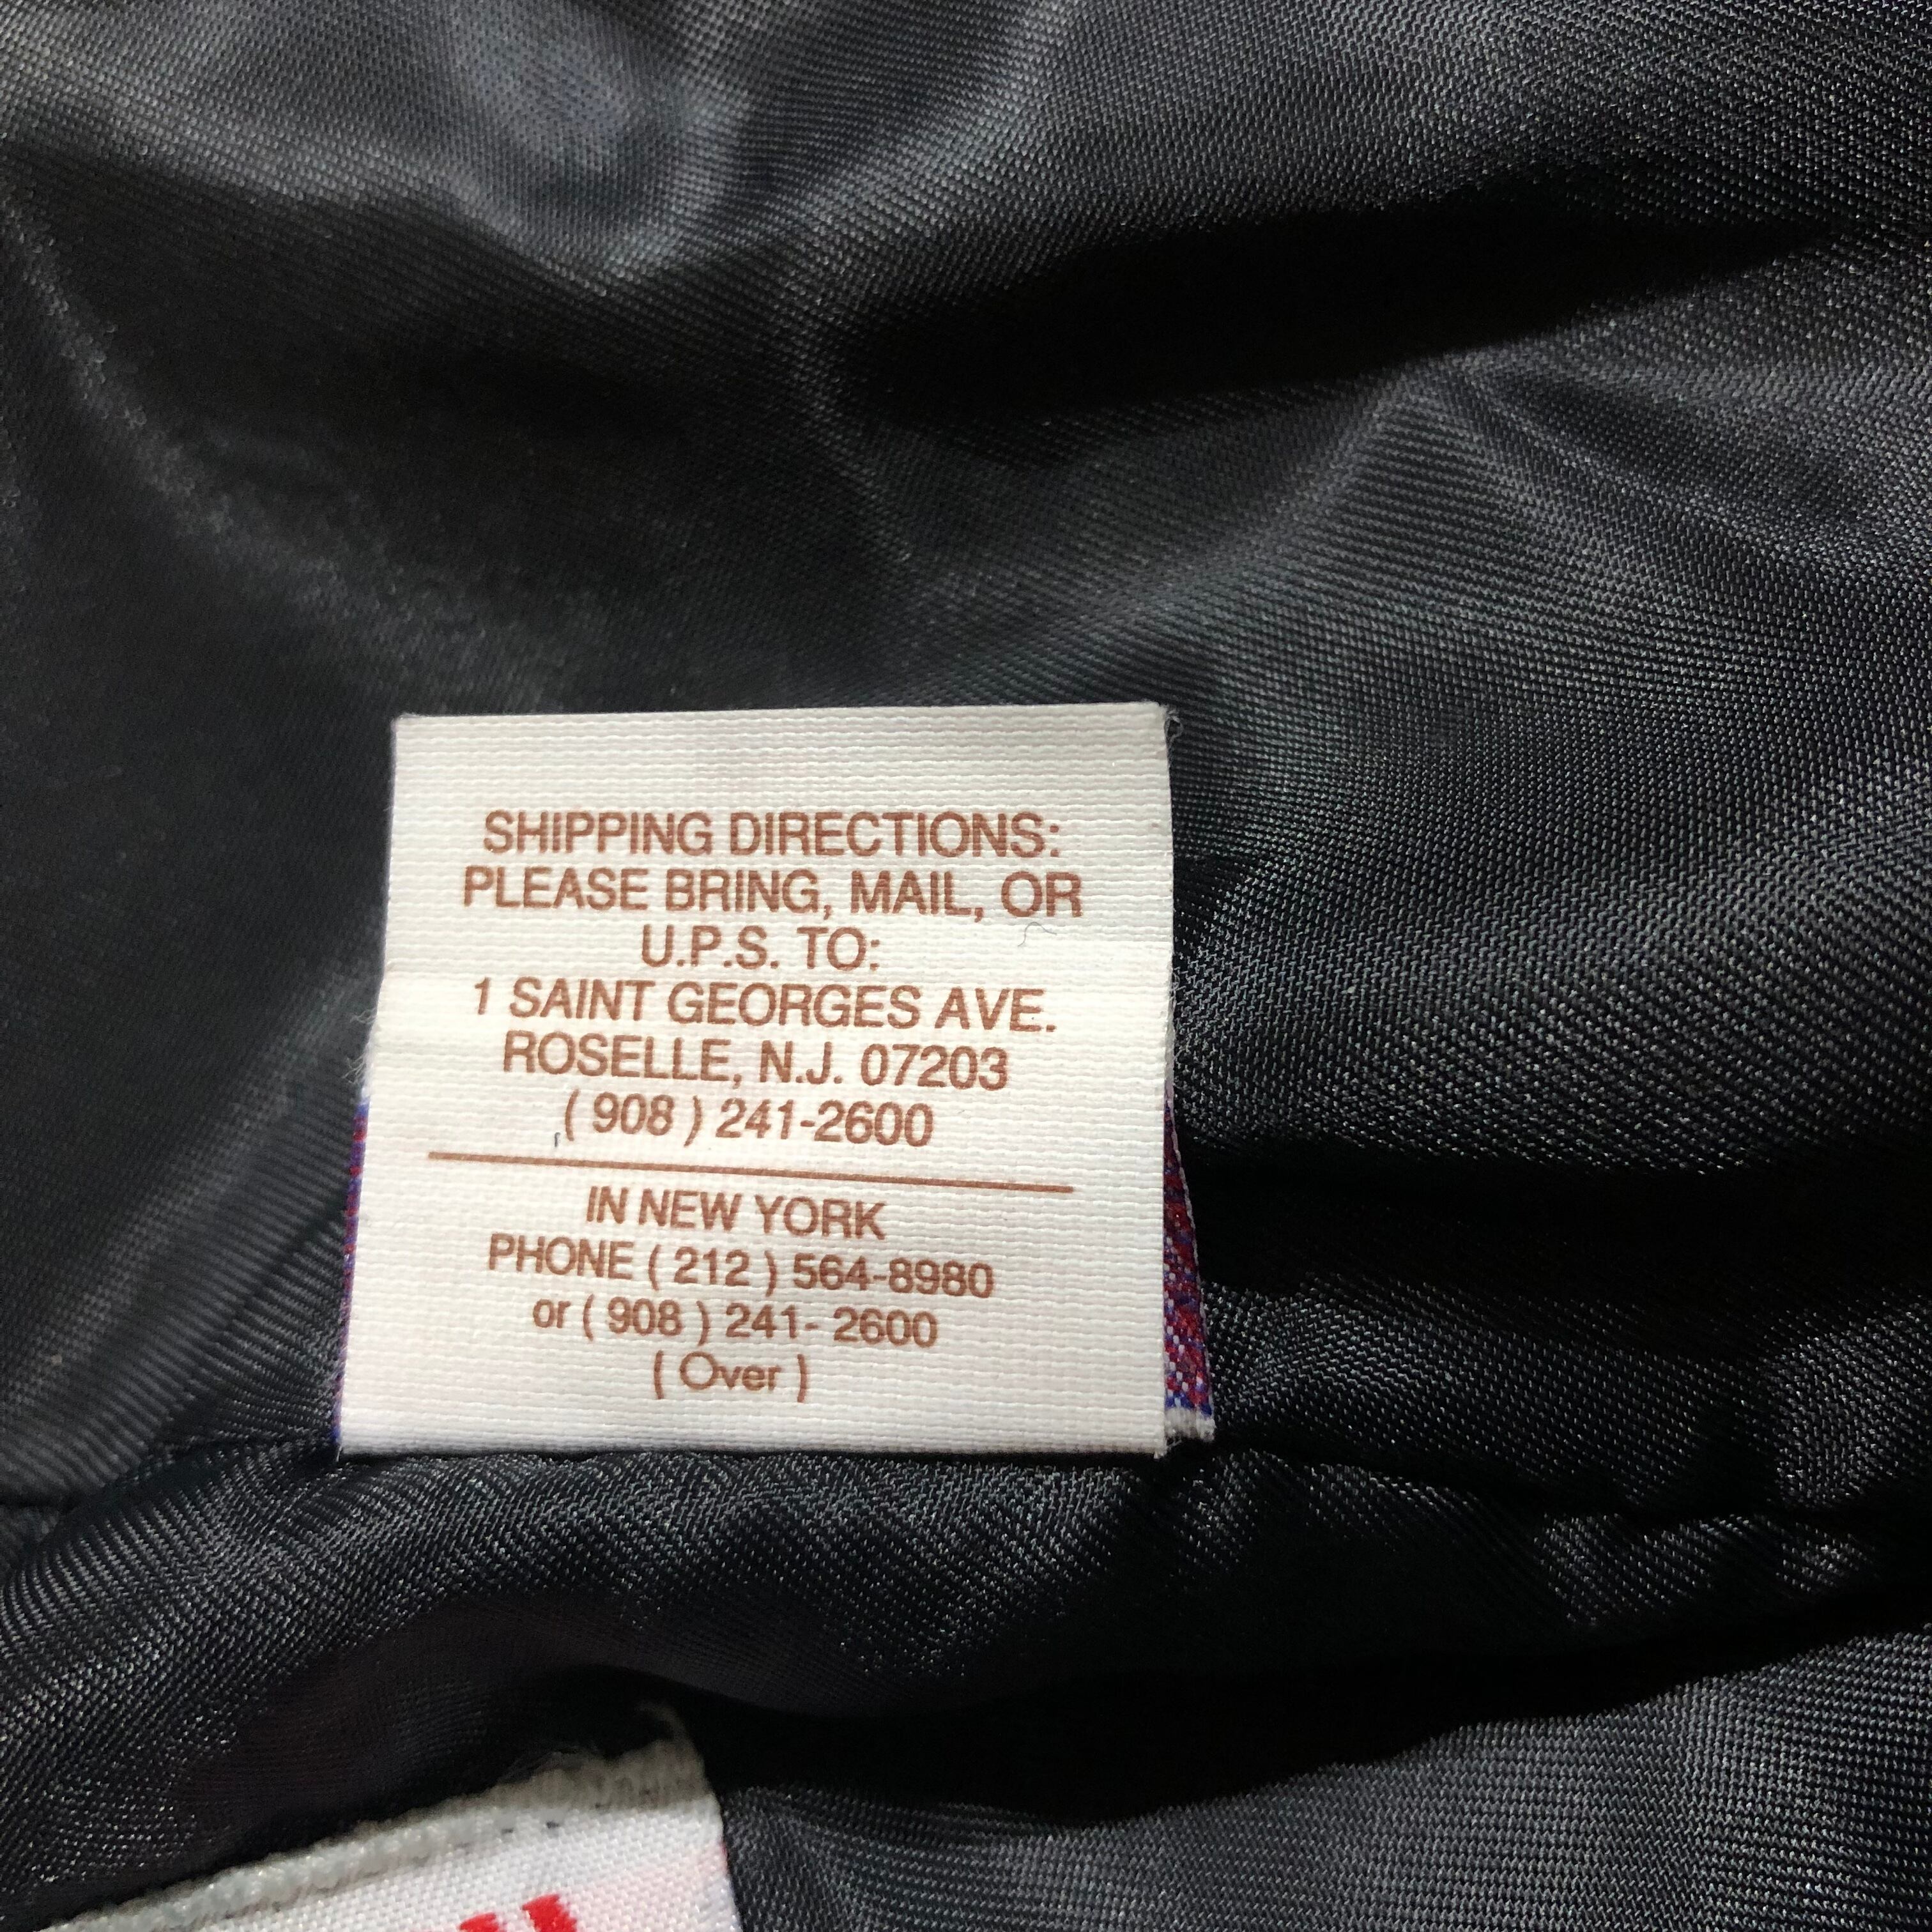 SHIPPING DIRECTIONS:
PLEASE BRING, MAIL, OR
U.P.S. TO:
1 SAINT GEORGES AVE.
ROSELLE, N.J. 07203
( 908 ) 241-2600
IN NEW YORK
PHONE ( 212 ) 564-8980
or ( 908 ) 241- 2600
( Over )